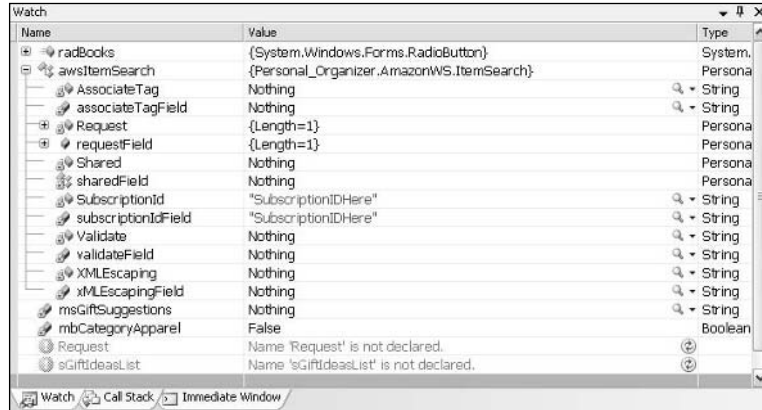 Watch
Name Value Type
radBooks {System.Windows.Forms.RadioButton} System.
awsItemSearch {Personal_Organizer.AmazonWS.ItemSearch} Persona
AssociateTag Nothing String
associateTagField Nothing String
Request {Length=1} Persona
requestField {Length=1} Persona
Shared Nothing Persona
sharedField Nothing Persona
SubscriptionId "SubscriptionIDHere" String
subscriptionIdField "SubscriptionIDHere" String
Validate Nothing String
validateField Nothing String
XMLEscaping Nothing String
xMLEscapingField Nothing String
msGiftSuggestions Nothing String
mbCategoryApparel False Boolean
Request Name 'Request' is not declared.
sGiftIdeasList Name 'sGiftIdeasList' is not declared.
Watch Call Stack Immediate Window